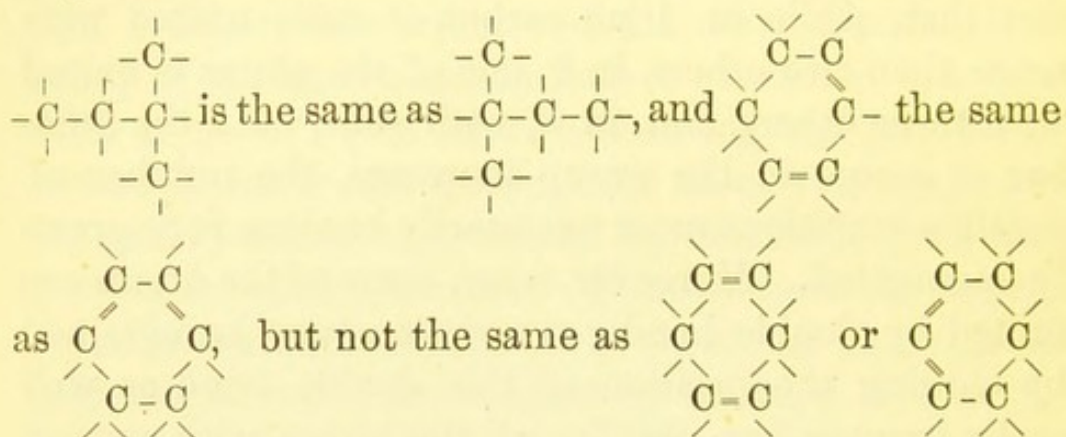 -C-
-C-C-C- is the same as -C-C-C-, and C C- the same
-C- -C- C=C
C-C C=C C-C
as C C, but not the same as C C or C C
C-C C=C C-C